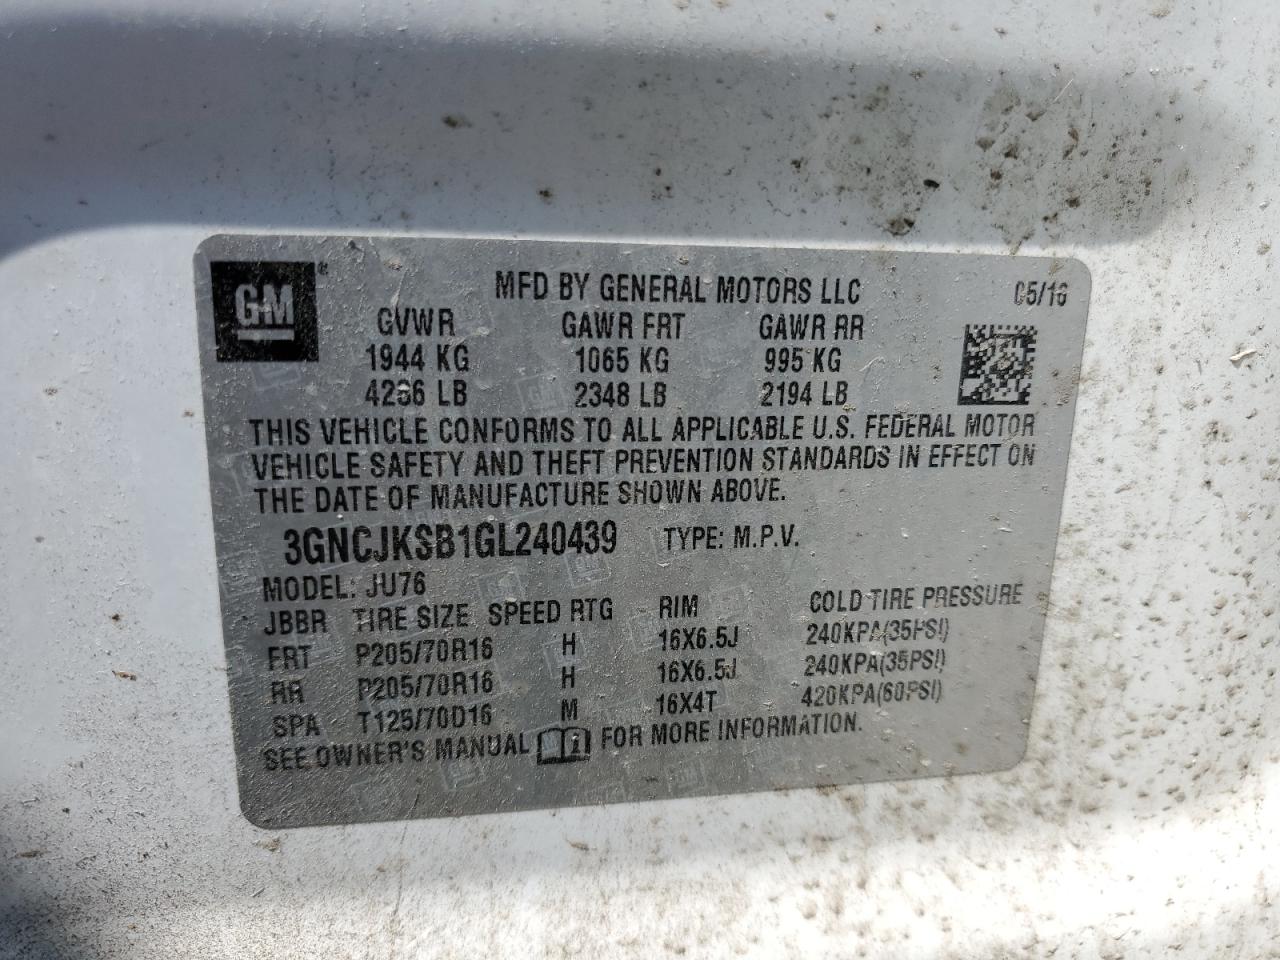 GM®
MFD BY GENERAL MOTORS LLC 05/16
GVWR GAWR FRT GAWR RR
1944 KG 1065 KG 995 KG
4286 LB 2348 LB 2194 LB
THIS VEHICLE CONFORMS TO ALL APPLICABLE U.S. FEDERAL MOTOR
VEHICLE SAFETY AND THEFT PREVENTION STANDARDS IN EFFECT ON
THE DATE OF MANUFACTURE SHOWN ABOVE.
3GNCJKSB1GL240439 TYPE: M.P.V.
MODEL: JU76
JBBR TIRE SIZE SPEED RTG RIM COLD TIRE PRESSURE
FRT P205/70R16 H 16X6.5J 240KPA(35PSI)
RR P205/70R16 H 16X6.5J 240KPA(35PSI)
SPA T125/70D16 M 16X4T 420KPA(60PSI)
SEE OWNER'S MANUAL FOR MORE INFORMATION.